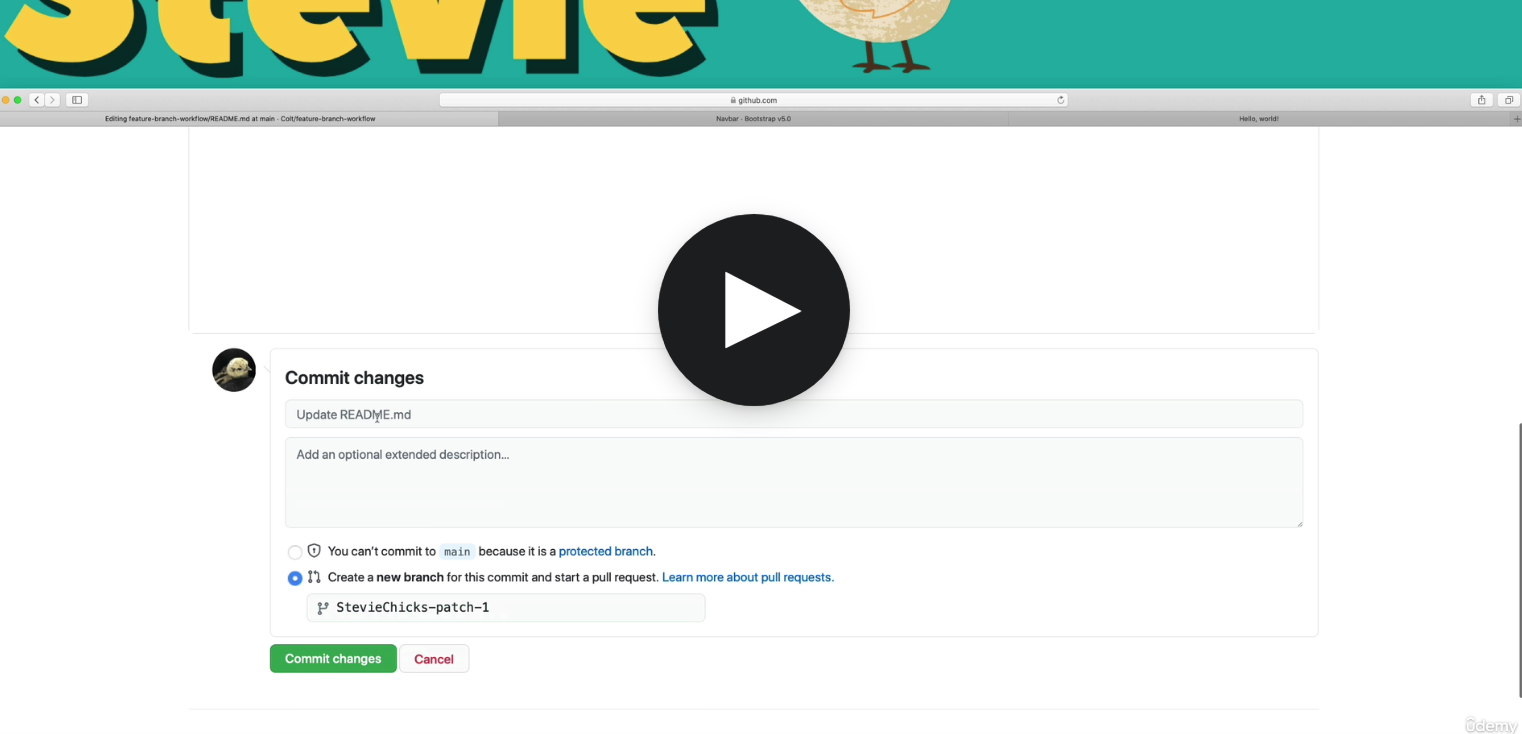 Stevie
github.com
Editing feature-branch-workflow/README.md at main · Colt/feature-branch-workflow
Navbar · Bootstrap v5.0
Hello, world!
Commit changes
Update README.md
Add an optional extended description...
You can't commit to main because it is a protected branch.
Create a new branch for this commit and start a pull request. Learn more about pull requests.
StevieChicks-patch-1
Commit changes
Cancel
ûdemy